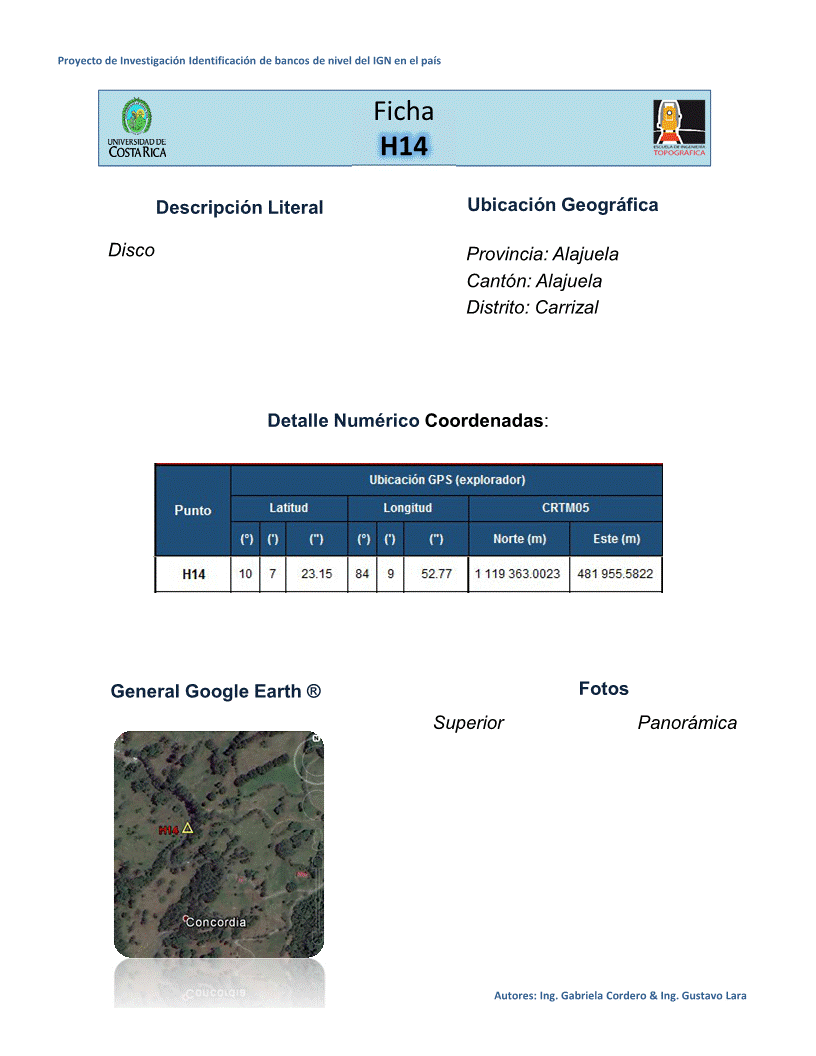 Proyecto de Investigación Identificación de bancos de nivel del IGN en el país
Ficha
H14
UNIVERSIDAD DE
COSTA RICA
ESCUELA DE INGENIERÍA
TOPOGRÁFICA
Descripción Literal
Disco
Ubicación Geográfica
Provincia: Alajuela
Cantón: Alajuela
Distrito: Carrizal
Detalle Numérico Coordenadas:
Punto
Ubicación GPS (explorador)
Latitud Longitud CRTM05
(°) (') (") (°) (') (") Norte (m) Este (m)
H14 10 7 23.15 84 9 52.77 1 119 363.0023 481 955.5822
General Google Earth ®
Fotos
Superior Panorámica
N
H14
Concordia
Autores: Ing. Gabriela Cordero & Ing. Gustavo Lara